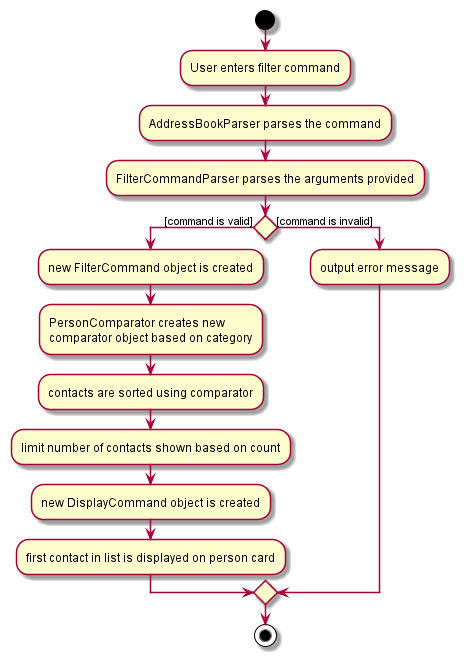 User enters filter command
AddressBookParser parses the command
FilterCommandParser parses the arguments provided
[command is valid]
[command is invalid]
new FilterCommand object is created
output error message
PersonComparator creates new
comparator object based on category
contacts are sorted using comparator
limit number of contacts shown based on count
new DisplayCommand object is created
first contact in list is displayed on person card